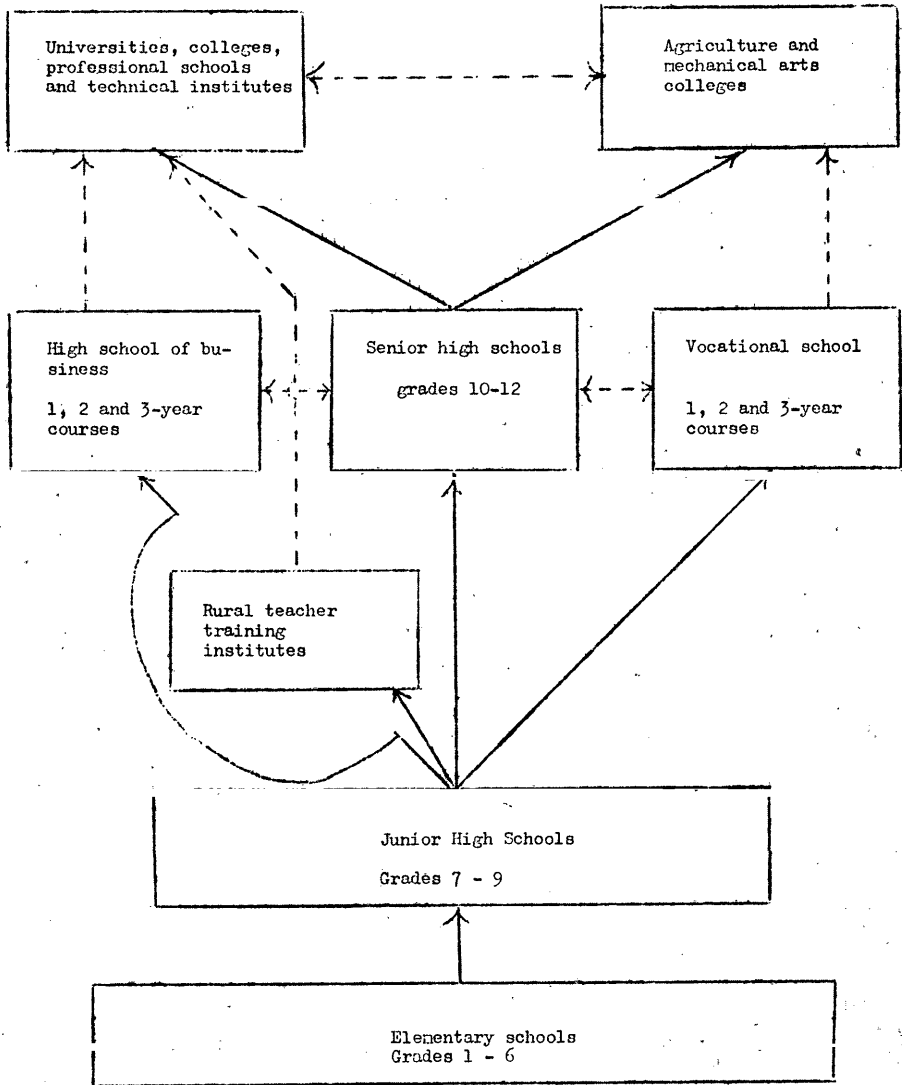 Universities, colleges,
professional schools
and technical institutes
Agriculture and
mechanical arts
colleges
High school of bu-
siness
1, 2 and 3-year
courses
Senior high schools
grades 10-12
Vocational school
1, 2 and 3-year
courses
Rural teacher
training
institutes
Junior High Schools
Grades 7 - 9
Elementary schools
Grades 1 - 6